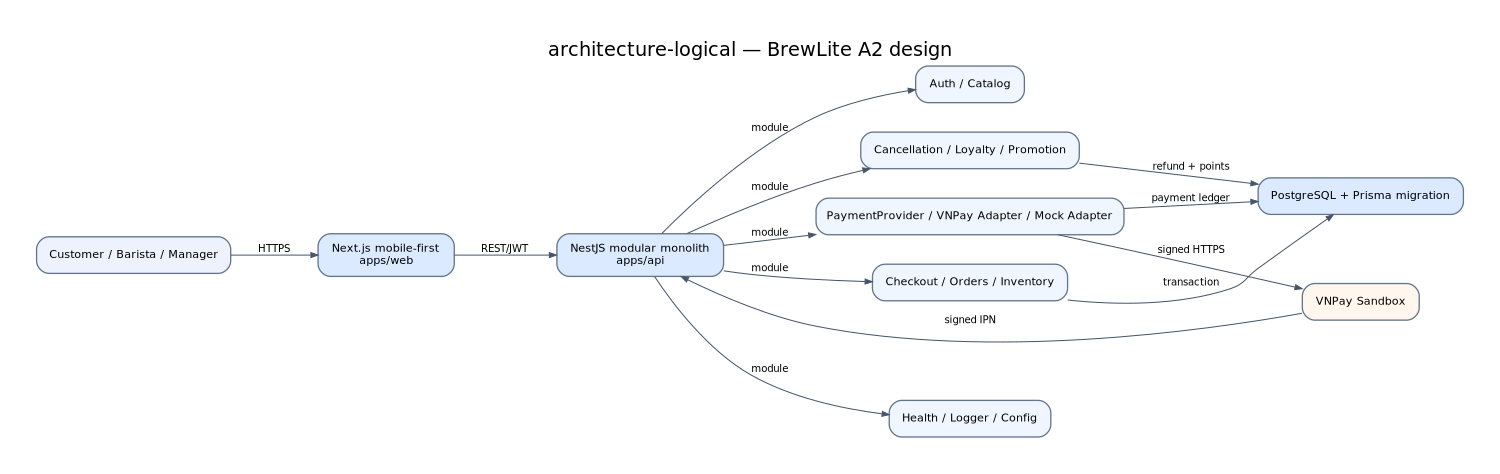 architecture-logical — BrewLite A2 design
Auth / Catalog
module
Cancellation / Loyalty / Promotion
refund + points
module
PostgreSQL + Prisma migration
payment ledger
PaymentProvider / VNPay Adapter / Mock Adapter
module
Customer / Barista / Manager
HTTPS
Next.js mobile-first
apps/web
REST/JWT
NestJS modular monolith
apps/api
signed HTTPS
module
Checkout / Orders / Inventory
transaction
VNPay Sandbox
signed IPN
module
Health / Logger / Config